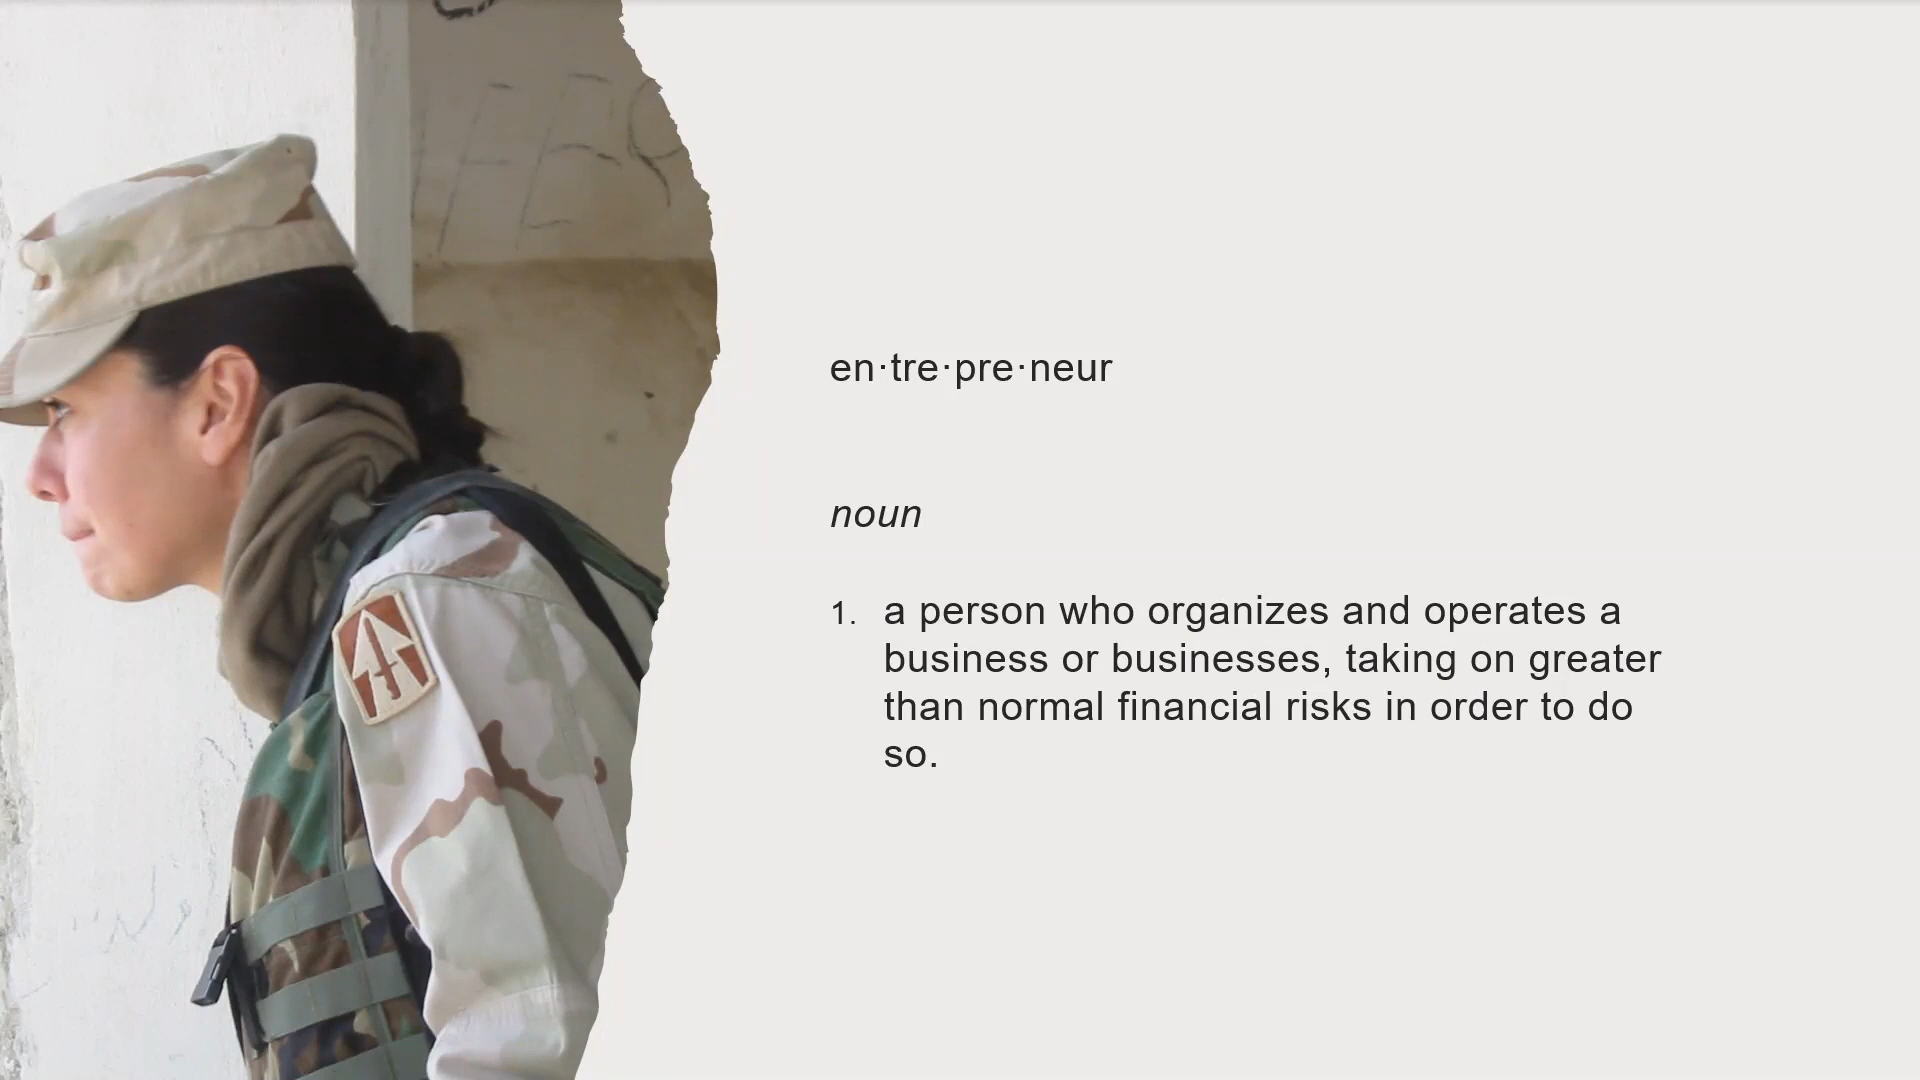 en·tre·pre·neur
noun
1. a person who organizes and operates a
business or businesses, taking on greater
than normal financial risks in order to do
so.